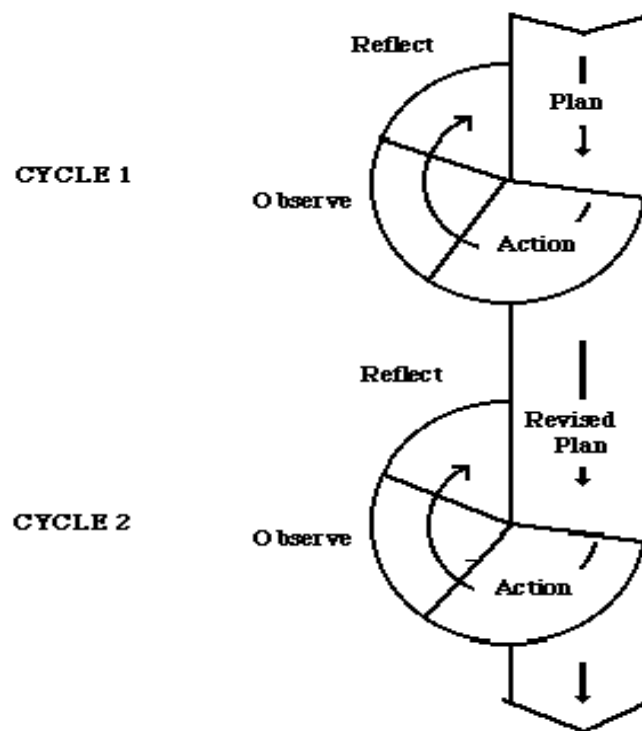 Reflect
Plan
CYCLE 1
Observe
Action
Reflect
Revised
Plan
CYCLE 2
Observe
Action